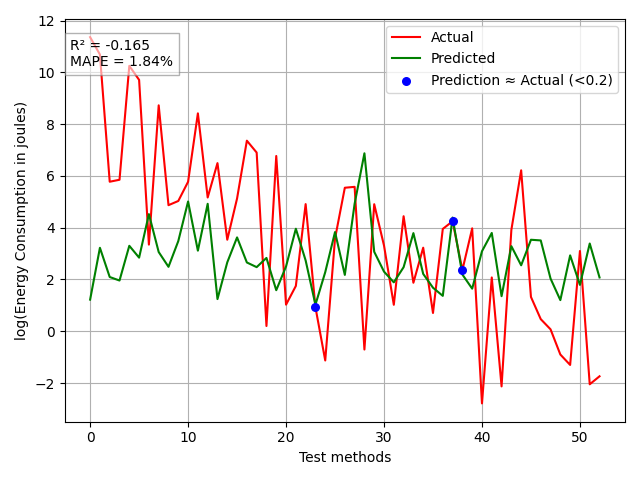 R² = -0.165
MAPE = 1.84%
Actual
Predicted
Prediction ≈ Actual (<0.2)
log(Energy Consumption in joules)
12
10
8
6
4
2
0
−2
0 10 20 30 40 50
Test methods